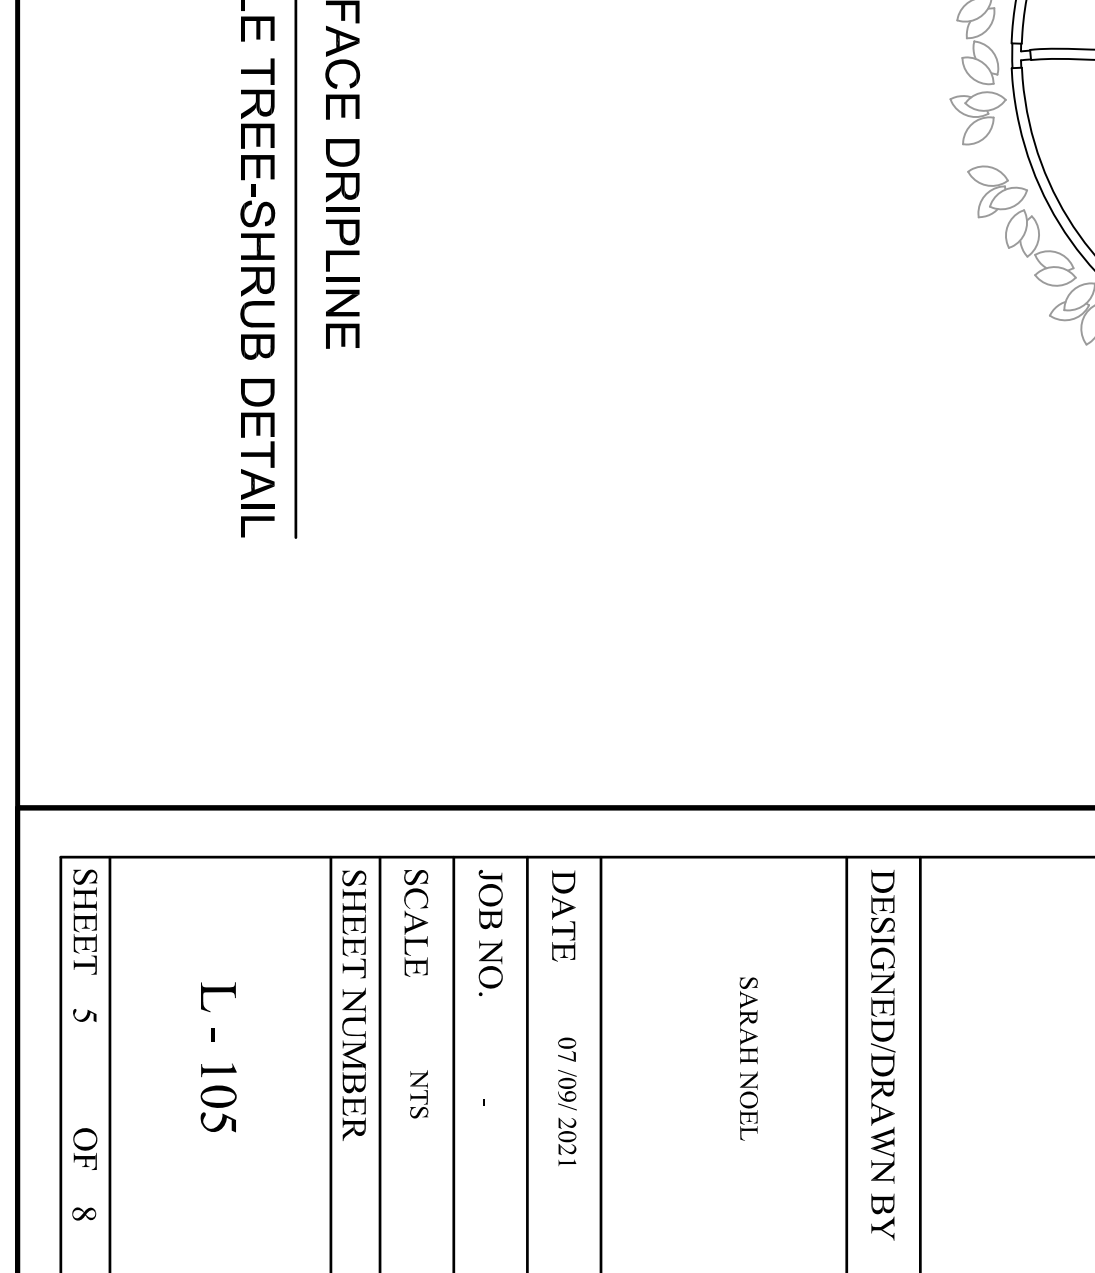 FACE DRIPLINE
LE TREE-SHRUB DETAIL
DESIGNED/DRAWN BY
SARAH NOEL
DATE 07 /09/ 2021
JOB NO. -
SCALE NTS
SHEET NUMBER
L - 105
SHEET 5 OF 8